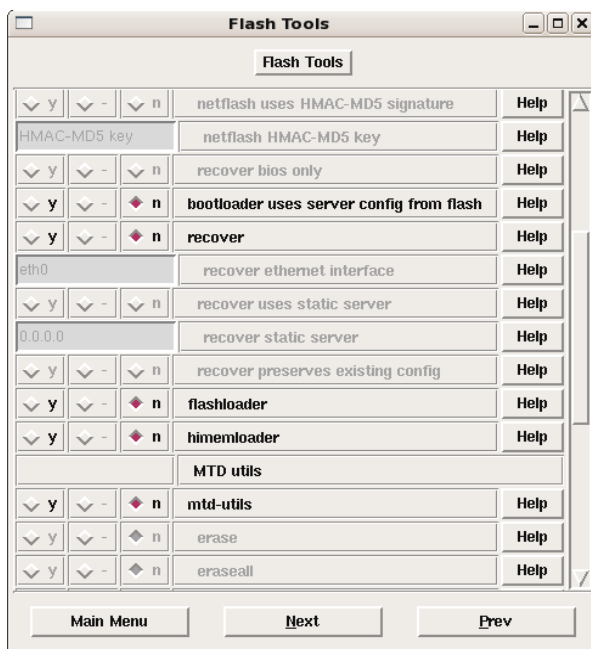 Flash Tools
Flash Tools
y - n netflash uses HMAC-MD5 signature Help
HMAC-MD5 key netflash HMAC-MD5 key Help
y - n recover bios only Help
y - n bootloader uses server config from flash Help
y - n recover Help
eth0 recover ethernet interface Help
y - n recover uses static server Help
0.0.0.0 recover static server Help
y - n recover preserves existing config Help
y - n flashloader Help
y - n himemloader Help
MTD utils
y - n mtd-utils Help
y - n erase Help
y - n eraseall Help
Main Menu Next Prev